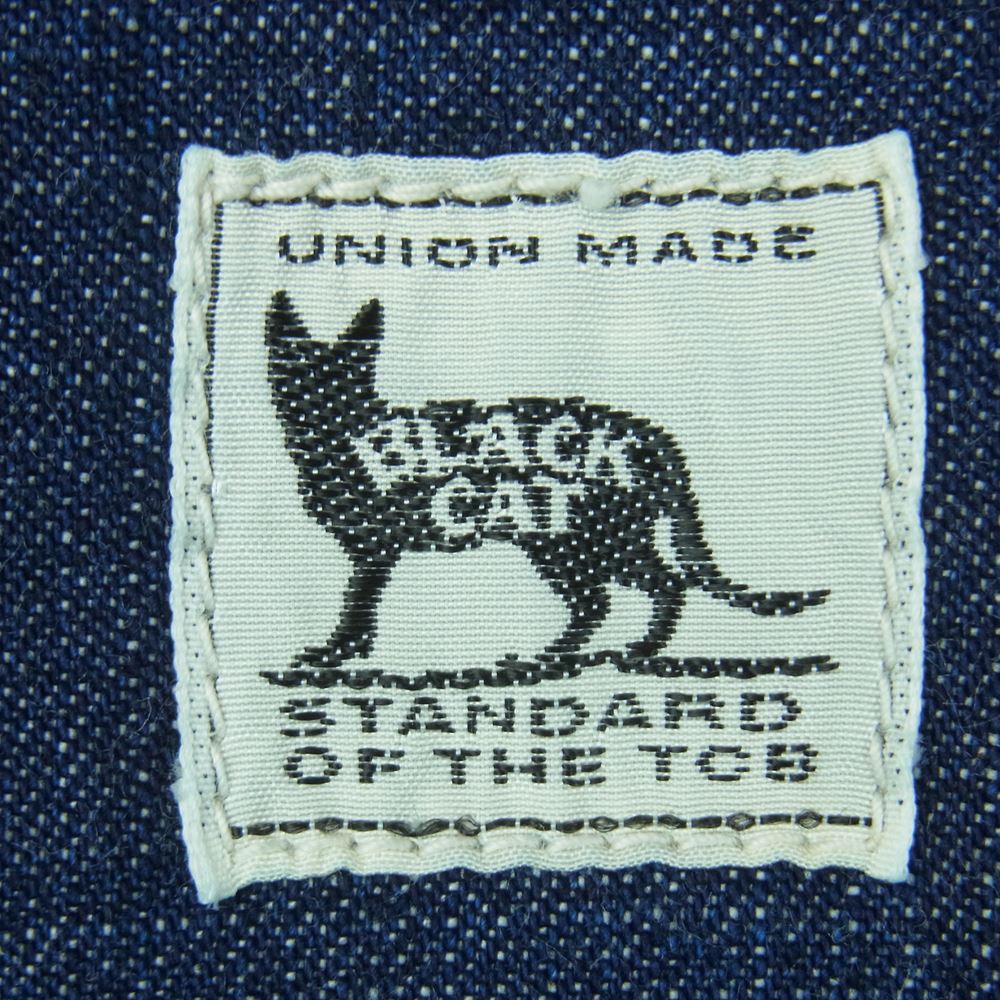 UNION MADE
BLACK
CAT
STANDARD
OF THE TCB